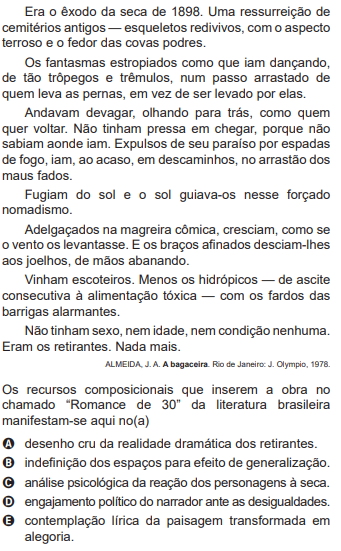 Era o êxodo da seca de 1898. Uma ressurreição de
cemitérios antigos — esqueletos redivivos, com o aspecto
terroso e o fedor das covas podres.
Os fantasmas estropiados como que iam dançando,
de tão trôpegos e trêmulos, num passo arrastado de
quem leva as pernas, em vez de ser levado por elas.
Andavam devagar, olhando para trás, como quem
quer voltar. Não tinham pressa em chegar, porque não
sabiam aonde iam. Expulsos de seu paraíso por espadas
de fogo, iam, ao acaso, em descaminhos, no arrastão dos
maus fados.
Fugiam do sol e o sol guiava-os nesse forçado
nomadismo.
Adelgaçados na magreira cômica, cresciam, como se
o vento os levantasse. E os braços afinados desciam-lhes
aos joelhos, de mãos abanando.
Vinham escoteiros. Menos os hidrópicos — de ascite
consecutiva à alimentação tóxica — com os fardos das
barrigas alarmantes.
Não tinham sexo, nem idade, nem condição nenhuma.
Eram os retirantes. Nada mais.
ALMEIDA, J. A. A bagaceira. Rio de Janeiro: J. Olympio, 1978.
Os recursos composicionais que inserem a obra no
chamado “Romance de 30” da literatura brasileira
manifestam-se aqui no(a)
A desenho cru da realidade dramática dos retirantes.
B indefinição dos espaços para efeito de generalização.
C análise psicológica da reação dos personagens à seca.
D engajamento político do narrador ante as desigualdades.
E contemplação lírica da paisagem transformada em
alegoria.